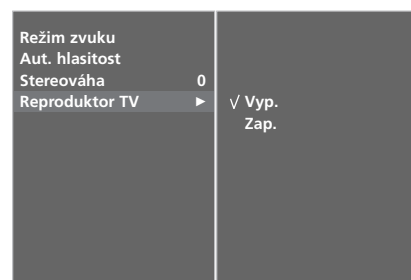 Režim zvuku
Aut. hlasitost
Stereováha 0
Reproduktor TV ►
√ Vyp.
Zap.